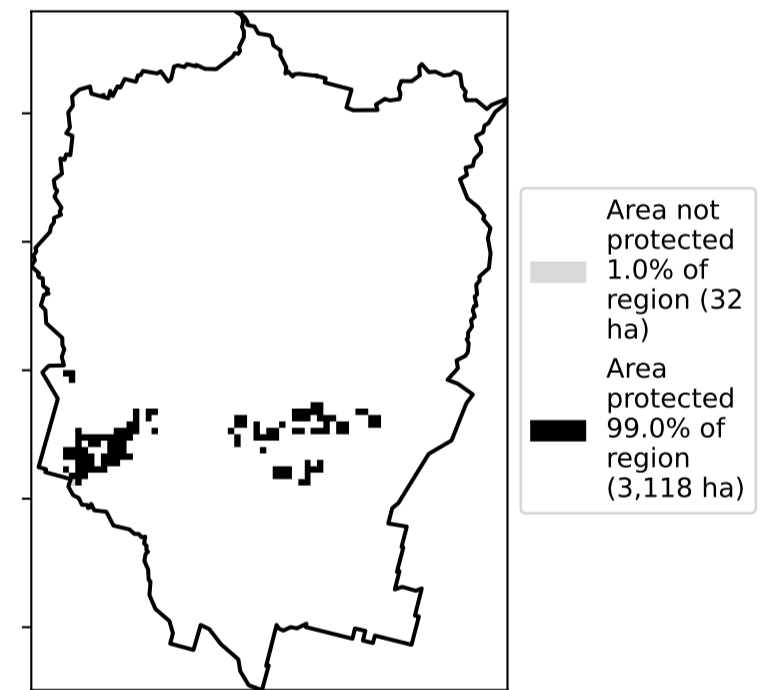 Area not
protected
1.0% of
region (32
ha)
Area
protected
99.0% of
region
(3,118 ha)